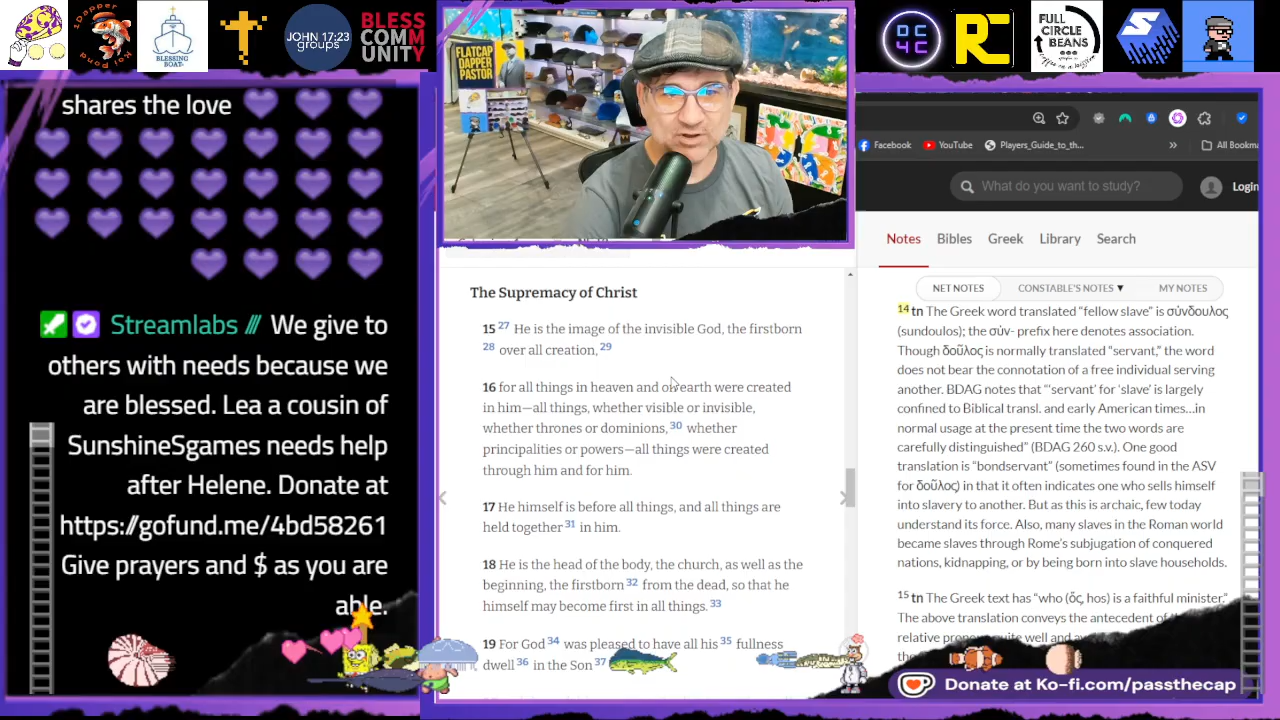 JOHN 17:23
groups
BLESSING BOAT
BLESS
COMM
UNITY
OC
4C
RC
FULL
CIRCLE
BEANS
shares the love 💜 💜 💜
💜 💜 💜 💜 💜 💜 💜
💜 💜 💜 💜 💜 💜 💜
💜 💜 💜 💜 💜 💜 💜
💜 💜 💜 💜
Streamlabs /// We give to
others with needs because we
are blessed. Lea a cousin of
SunshineSgames needs help
after Helene. Donate at
https://gofund.me/4bd58261
Give prayers and $ as you are
able.
FLATCAP
DAPPER
PASTOR
The Supremacy of Christ
15 27 He is the image of the invisible God, the firstborn
28 over all creation, 29
16 for all things in heaven and on earth were created
in him—all things, whether visible or invisible,
whether thrones or dominions, 30 whether
principalities or powers—all things were created
through him and for him.
17 He himself is before all things, and all things are
held together 31 in him.
18 He is the head of the body, the church, as well as the
beginning, the firstborn 32 from the dead, so that he
himself may become first in all things. 33
19 For God 34 was pleased to have all his 35 fullness
dwell 36 in the Son 37
Facebook YouTube Players_Guide_to_th... » All Bookma
What do you want to study? Login
Notes Bibles Greek Library Search
NET NOTES CONSTABLE'S NOTES ▼ MY NOTES
14 tn The Greek word translated “fellow slave” is σύνδουλος
(sundoulos); the σύν- prefix here denotes association.
Though δοῦλος is normally translated “servant,” the word
does not bear the connotation of a free individual serving
another. BDAG notes that “‘servant’ for ‘slave’ is largely
confined to Biblical transl. and early American times…in
normal usage at the present time the two words are
carefully distinguished” (BDAG 260 s.v.). One good
translation is “bondservant” (sometimes found in the ASV
for δοῦλος) in that it often indicates one who sells himself
into slavery to another. But as this is archaic, few today
understand its force. Also, many slaves in the Roman world
became slaves through Rome’s subjugation of conquered
nations, kidnapping, or by being born into slave households.
15 tn The Greek text has “who (ὅς, hos) is a faithful minister.”
The above translation conveys the antecedent of
relative pronoun quite well and
Donate at Ko-fi.com/passthecap